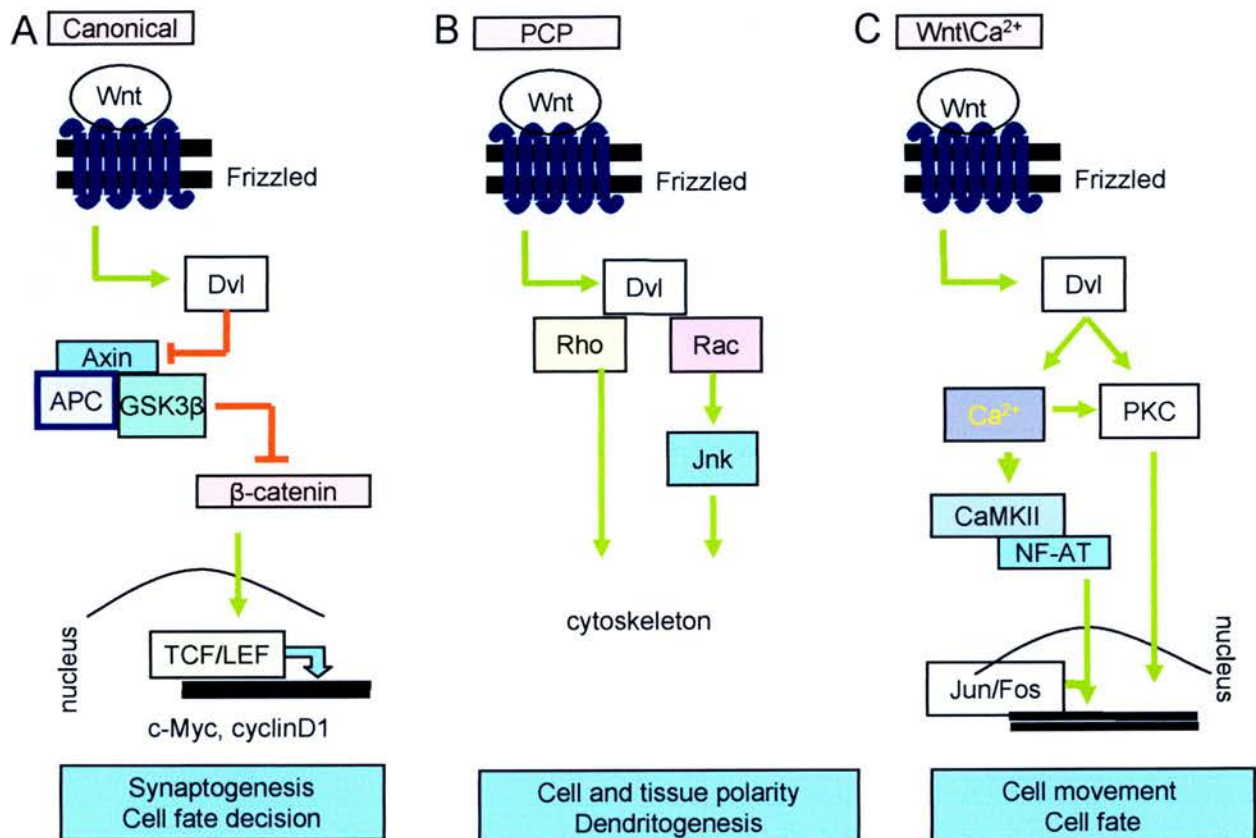 A
Canonical
Wnt
Frizzled
Dvl
Axin
APC
GSK3β
β-catenin
nucleus
TCF/LEF
c-Myc, cyclinD1
Synaptogenesis
Cell fate decision
B
PCP
Wnt
Frizzled
Dvl
Rho
Rac
Jnk
cytoskeleton
Cell and tissue polarity
Dendritogenesis
C
Wnt\Ca²⁺
Wnt
Frizzled
Dvl
Ca²⁺
PKC
CaMKII
NF-AT
nucleus
Jun/Fos
Cell movement
Cell fate